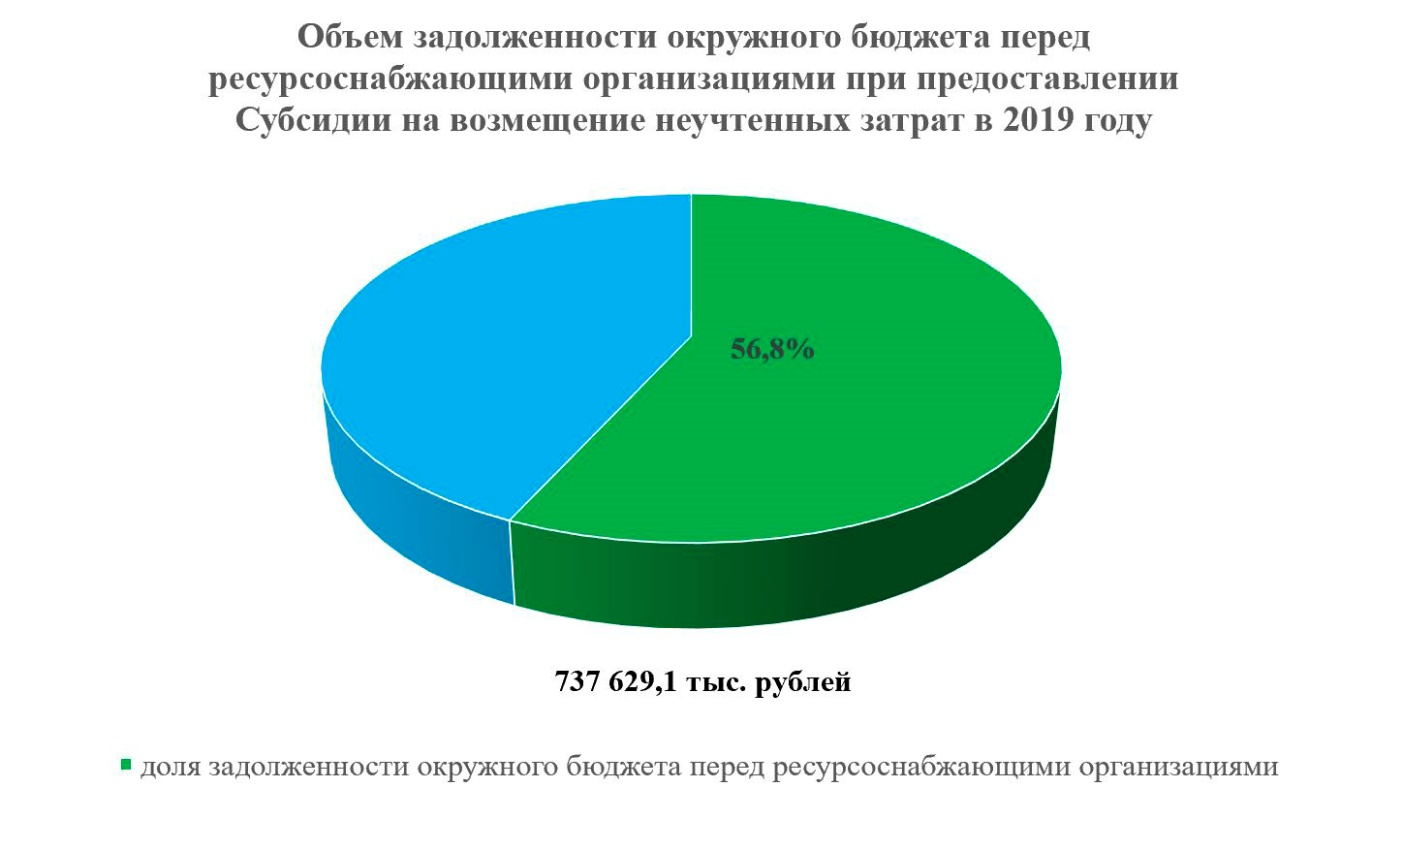 Объем задолженности окружного бюджета перед
ресурсоснабжающими организациями при предоставлении
Субсидии на возмещение неучтенных затрат в 2019 году
56,8%
737 629,1 тыс. рублей
доля задолженности окружного бюджета перед ресурсоснабжающими организациями